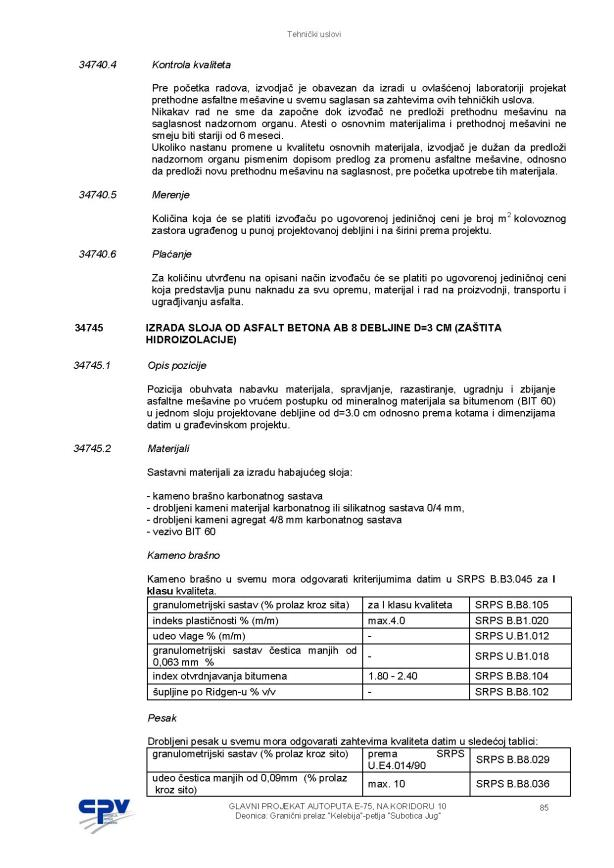 Tehnički uslovi
34740.4 Kontrola kvaliteta
Pre početka radova, izvodjač je obavezan da izradi u ovlašćenoj laboratoriji projekat
prethodne asfaltne mešavine u svemu saglasan sa zahtevima ovih tehničkih uslova.
Nikakav rad ne sme da započne dok izvođač ne predloži prethodnu mešavinu na
saglasnost nadzornom organu. Atesti o osnovnim materijalima i prethodnoj mešavini ne
smeju biti stariji od 6 meseci.
Ukoliko nastanu promene u kvalitetu osnovnih materijala, izvodjač je dužan da predloži
nadzornom organu pismenim dopisom predlog za promenu asfaltne mešavine, odnosno
da predloži novu prethodnu mešavinu na saglasnost, pre početka upotrebe tih materijala.
34740.5 Merenje
Količina koja će se platiti izvođaču po ugovorenoj jediničnoj ceni je broj m² kolovoznog
zastora ugrađenog u punoj projektovanoj debljini i na širini prema projektu.
34740.6 Plaćanje
Za količinu utvrđenu na opisani način izvođaču će se platiti po ugovorenoj jediničnoj ceni
koja predstavlja punu naknadu za svu opremu, materijal i rad na proizvodnji, transportu i
ugrađjivanju asfalta.
34745 IZRADA SLOJA OD ASFALT BETONA AB 8 DEBLJINE D=3 CM (ZAŠTITA
HIDROIZOLACIJE)
34745.1 Opis pozicije
Pozicija obuhvata nabavku materijala, spravljanje, razastiranje, ugradnju i zbijanje
asfaltne mešavine po vrućem postupku od mineralnog materijala sa bitumenom (BIT 60)
u jednom sloju projektovane debljine od d=3.0 cm odnosno prema kotama i dimenzijama
datim u građevinskom projektu.
34745.2 Materijali
Sastavni materijali za izradu habajućeg sloja:
- kameno brašno karbonatnog sastava
- drobljeni kameni materijal karbonatnog ili silikatnog sastava 0/4 mm,
- drobljeni kameni agregat 4/8 mm karbonatnog sastava
- vezivo BIT 60
Kameno brašno
Kameno brašno u svemu mora odgovarati kriterijumima datim u SRPS B.B3.045 za I
klasu kvaliteta.
granulometrijski sastav (% prolaz kroz sita) za I klasu kvaliteta SRPS B.B8.105
indeks plastičnosti % (m/m) max.4.0 SRPS B.B1.020
udeo vlage % (m/m) - SRPS U.B1.012
granulometrijski sastav čestica manjih od
0,063 mm % - SRPS U.B1.018
index otvrdnjavanja bitumena 1.80 - 2.40 SRPS B.B8.104
šupljine po Ridgen-u % v/v - SRPS B.B8.102
Pesak
Drobljeni pesak u svemu mora odgovarati zahtevima kvaliteta datim u sledećoj tablici:
granulometrijski sastav (% prolaz kroz sito) prema SRPS
U.E4.014/90 SRPS B.B8.029
udeo čestica manjih od 0,09mm (% prolaz
kroz sito) max. 10 SRPS B.B8.036
CPV
GLAVNI PROJEKAT AUTOPUTA E-75, NA KORIDORU 10 85
Deonica: Granični prelaz "Kelebija"-petlja "Subotica Jug"